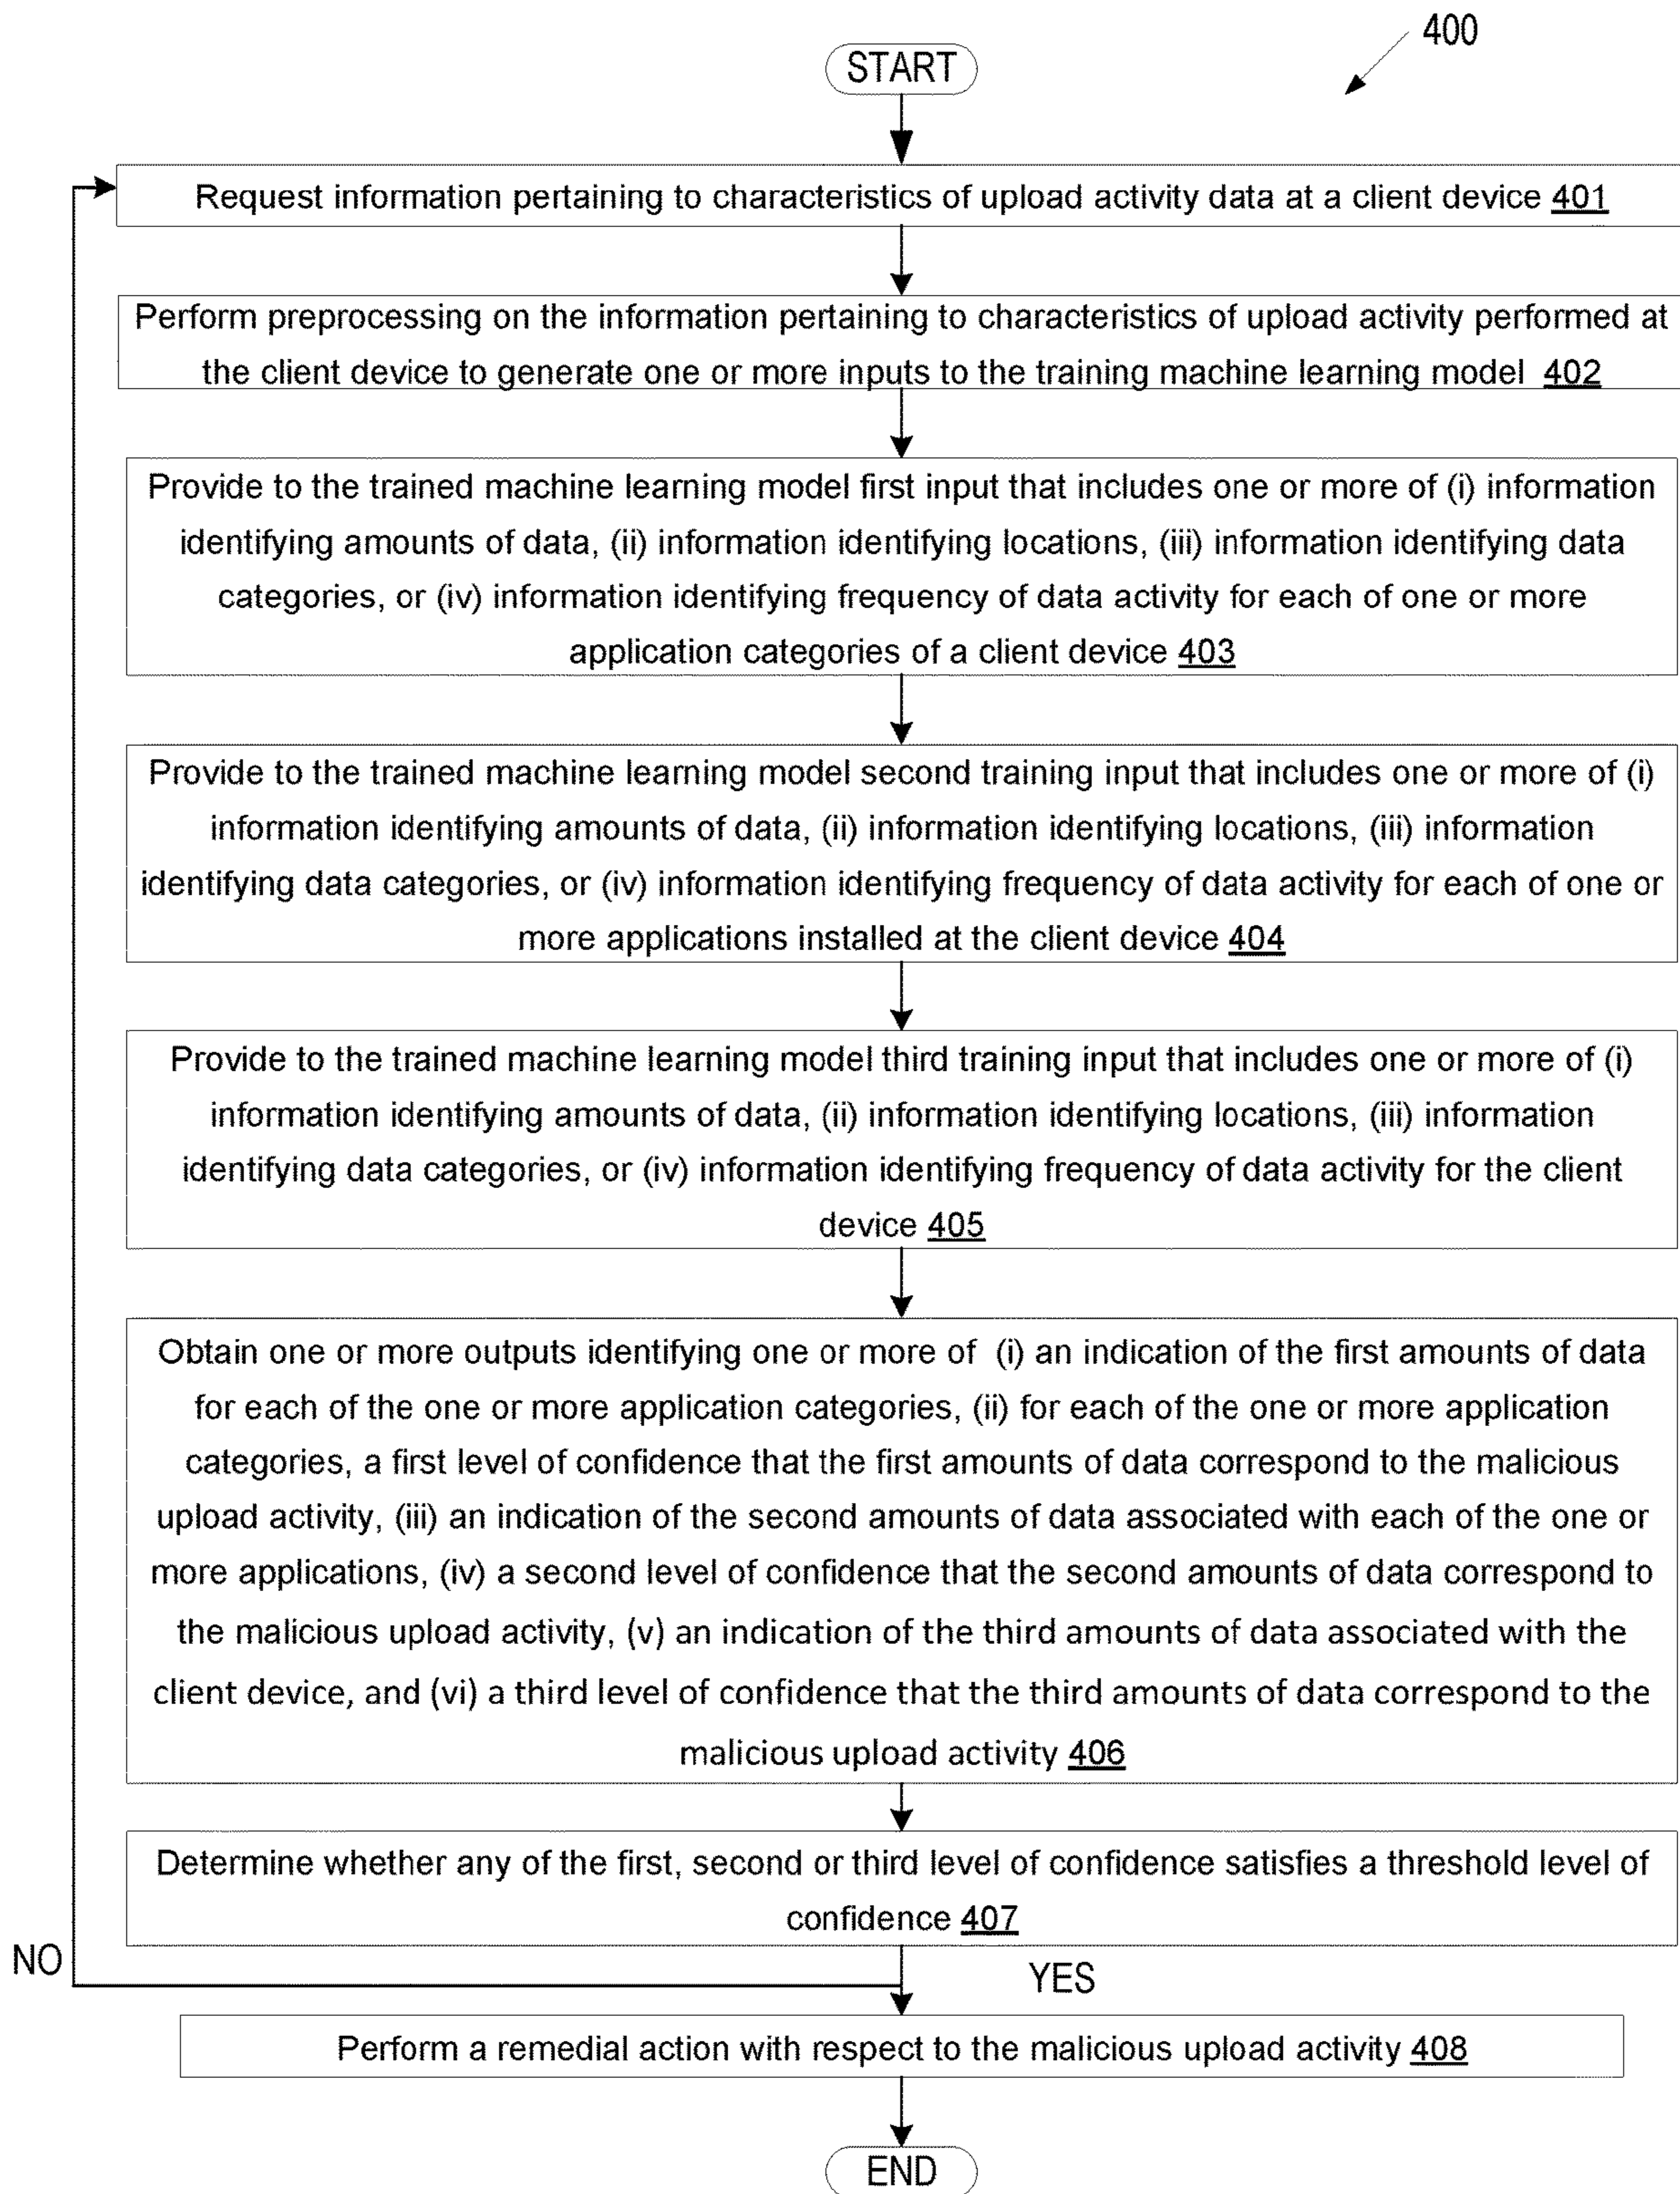 400
START
Request information pertaining to characteristics of upload activity data at a client device 401
Perform preprocessing on the information pertaining to characteristics of upload activity performed at
the client device to generate one or more inputs to the training machine learning model 402
Provide to the trained machine learning model first input that includes one or more of (i) information
identifying amounts of data, (ii) information identifying locations, (iii) information identifying data
categories, or (iv) information identifying frequency of data activity for each of one or more
application categories of a client device 403
Provide to the trained machine learning model second training input that includes one or more of (i)
information identifying amounts of data, (ii) information identifying locations, (iii) information
identifying data categories, or (iv) information identifying frequency of data activity for each of one or
more applications installed at the client device 404
Provide to the trained machine learning model third training input that includes one or more of (i)
information identifying amounts of data, (ii) information identifying locations, (iii) information
identifying data categories, or (iv) information identifying frequency of data activity for the client
device 405
Obtain one or more outputs identifying one or more of (i) an indication of the first amounts of data
for each of the one or more application categories, (ii) for each of the one or more application
categories, a first level of confidence that the first amounts of data correspond to the malicious
upload activity, (iii) an indication of the second amounts of data associated with each of the one or
more applications, (iv) a second level of confidence that the second amounts of data correspond to
the malicious upload activity, (v) an indication of the third amounts of data associated with the
client device, and (vi) a third level of confidence that the third amounts of data correspond to the
malicious upload activity 406
Determine whether any of the first, second or third level of confidence satisfies a threshold level of
confidence 407
NO
YES
Perform a remedial action with respect to the malicious upload activity 408
END